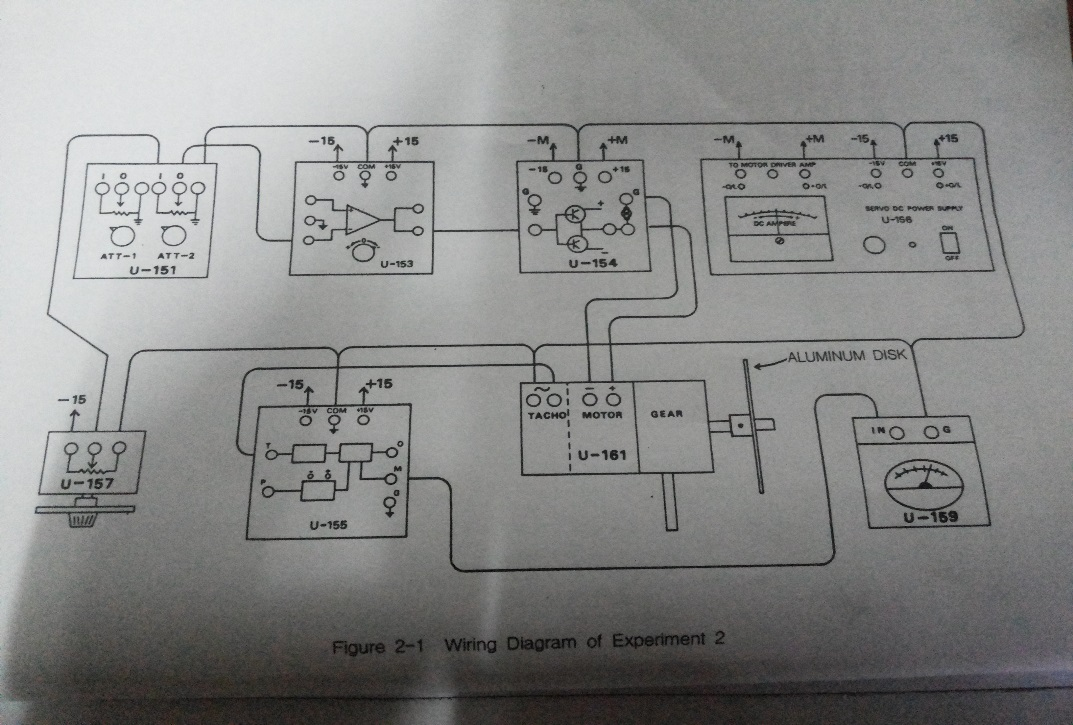 -15 +15 -M +M -M +M -15 +15
-15V COM +15V
-15 G +15
TO MOTOR DRIVER AMP
-15V COM +15V
I O I O
G G
-O/L +O/L -O/L +O/L
SERVO DC POWER SUPPLY
U-156
DC AMPERE
ON
OFF
ATT-1 ATT-2
U-151
0
U-153
+
-
U-154
ALUMINUM DISK
-15 +15
-15V COM +15V
- +
TACHO MOTOR GEAR
U-161
-15
U-157
T O
P M
G
U-155
IN G
U-159
Figure 2-1 Wiring Diagram of Experiment 2